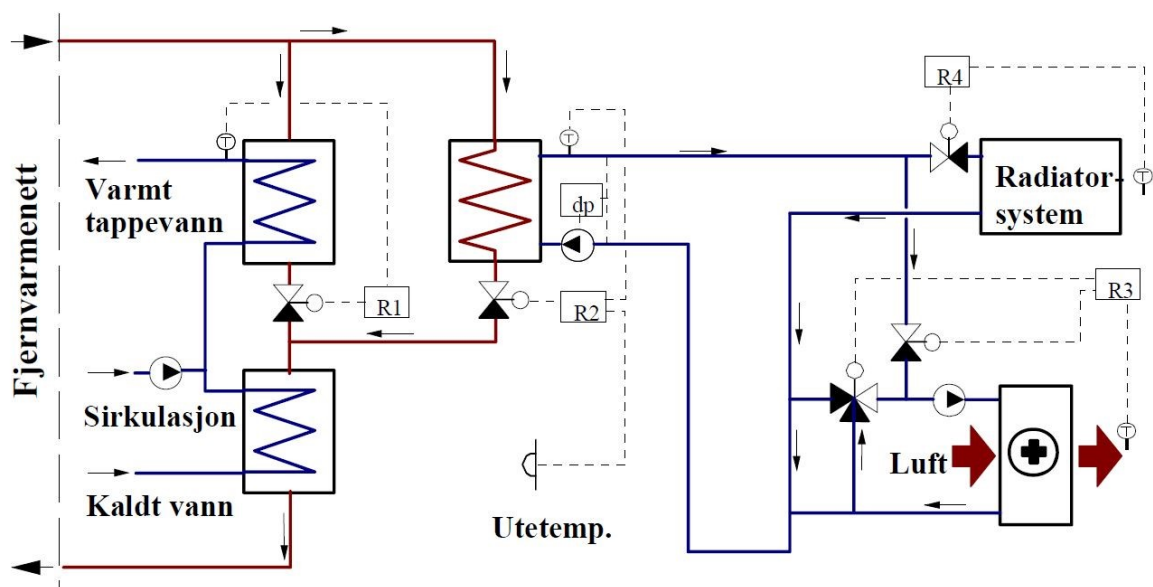 Fjernvarmenett
T
Varmt
tappevann
R1
Sirkulasjon
Kaldt vann
T
dp
R2
Utetemp.
R4
T
Radiator-
system
R3
T
Luft